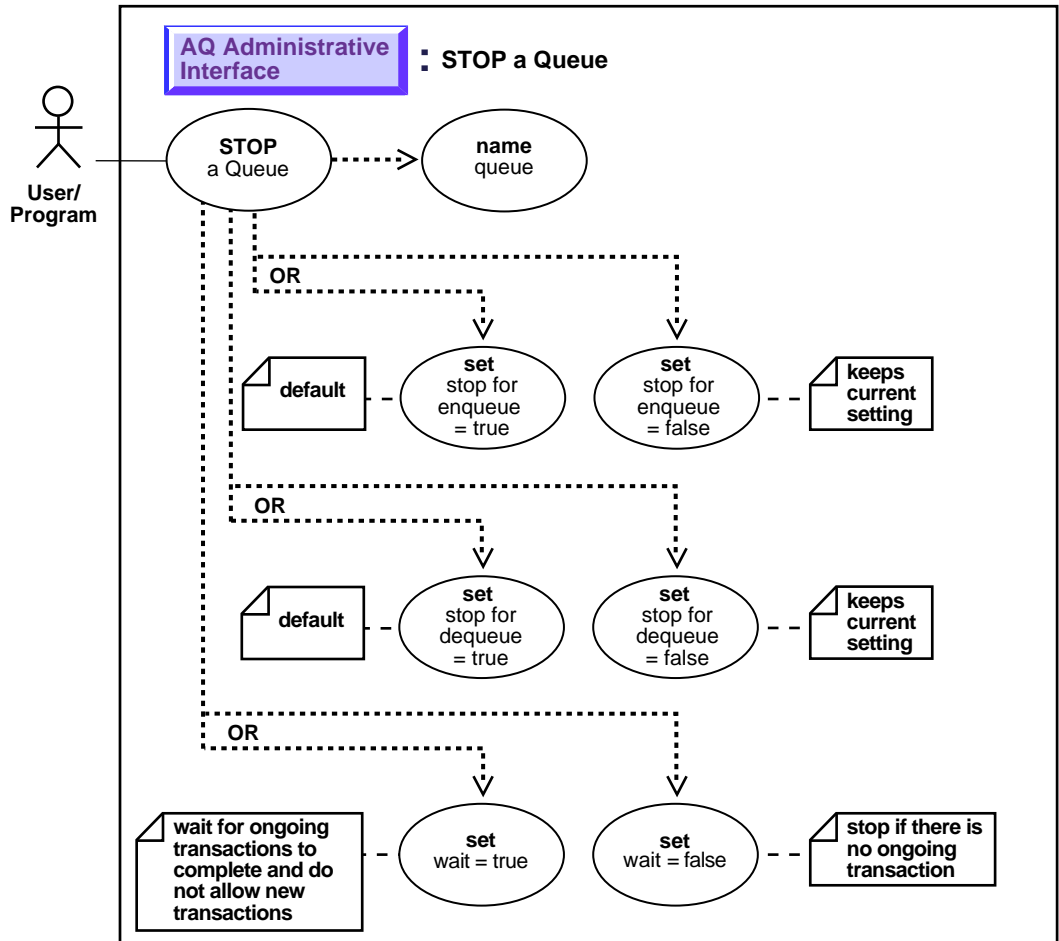 AQ Administrative
Interface
: STOP a Queue
User/
Program
STOP
a Queue
name
queue
OR
default
set
stop for
enqueue
= true
set
stop for
enqueue
= false
keeps
current
setting
OR
default
set
stop for
dequeue
= true
set
stop for
dequeue
= false
keeps
current
setting
OR
wait for ongoing
transactions to
complete and do
not allow new
transactions
set
wait = true
set
wait = false
stop if there is
no ongoing
transaction